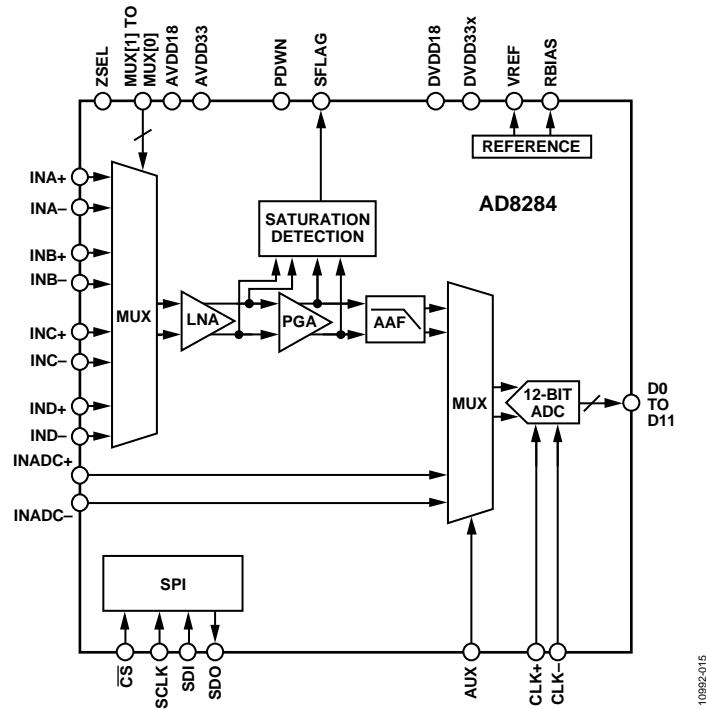 ZSEL
MUX[1] TO
MUX[0]
AVDD18
AVDD33
PDWN
SFLAG
DVDD18
DVDD33x
VREF
RBIAS
REFERENCE
INA+
INA–
SATURATION
DETECTION
AD8284
INB+
INB–
MUX
LNA
PGA
AAF
INC+
INC–
MUX
12-BIT
ADC
D0
TO
D11
IND+
IND–
INADC+
INADC–
SPI
CS
SCLK
SDI
SDO
AUX
CLK+
CLK–
10992-015